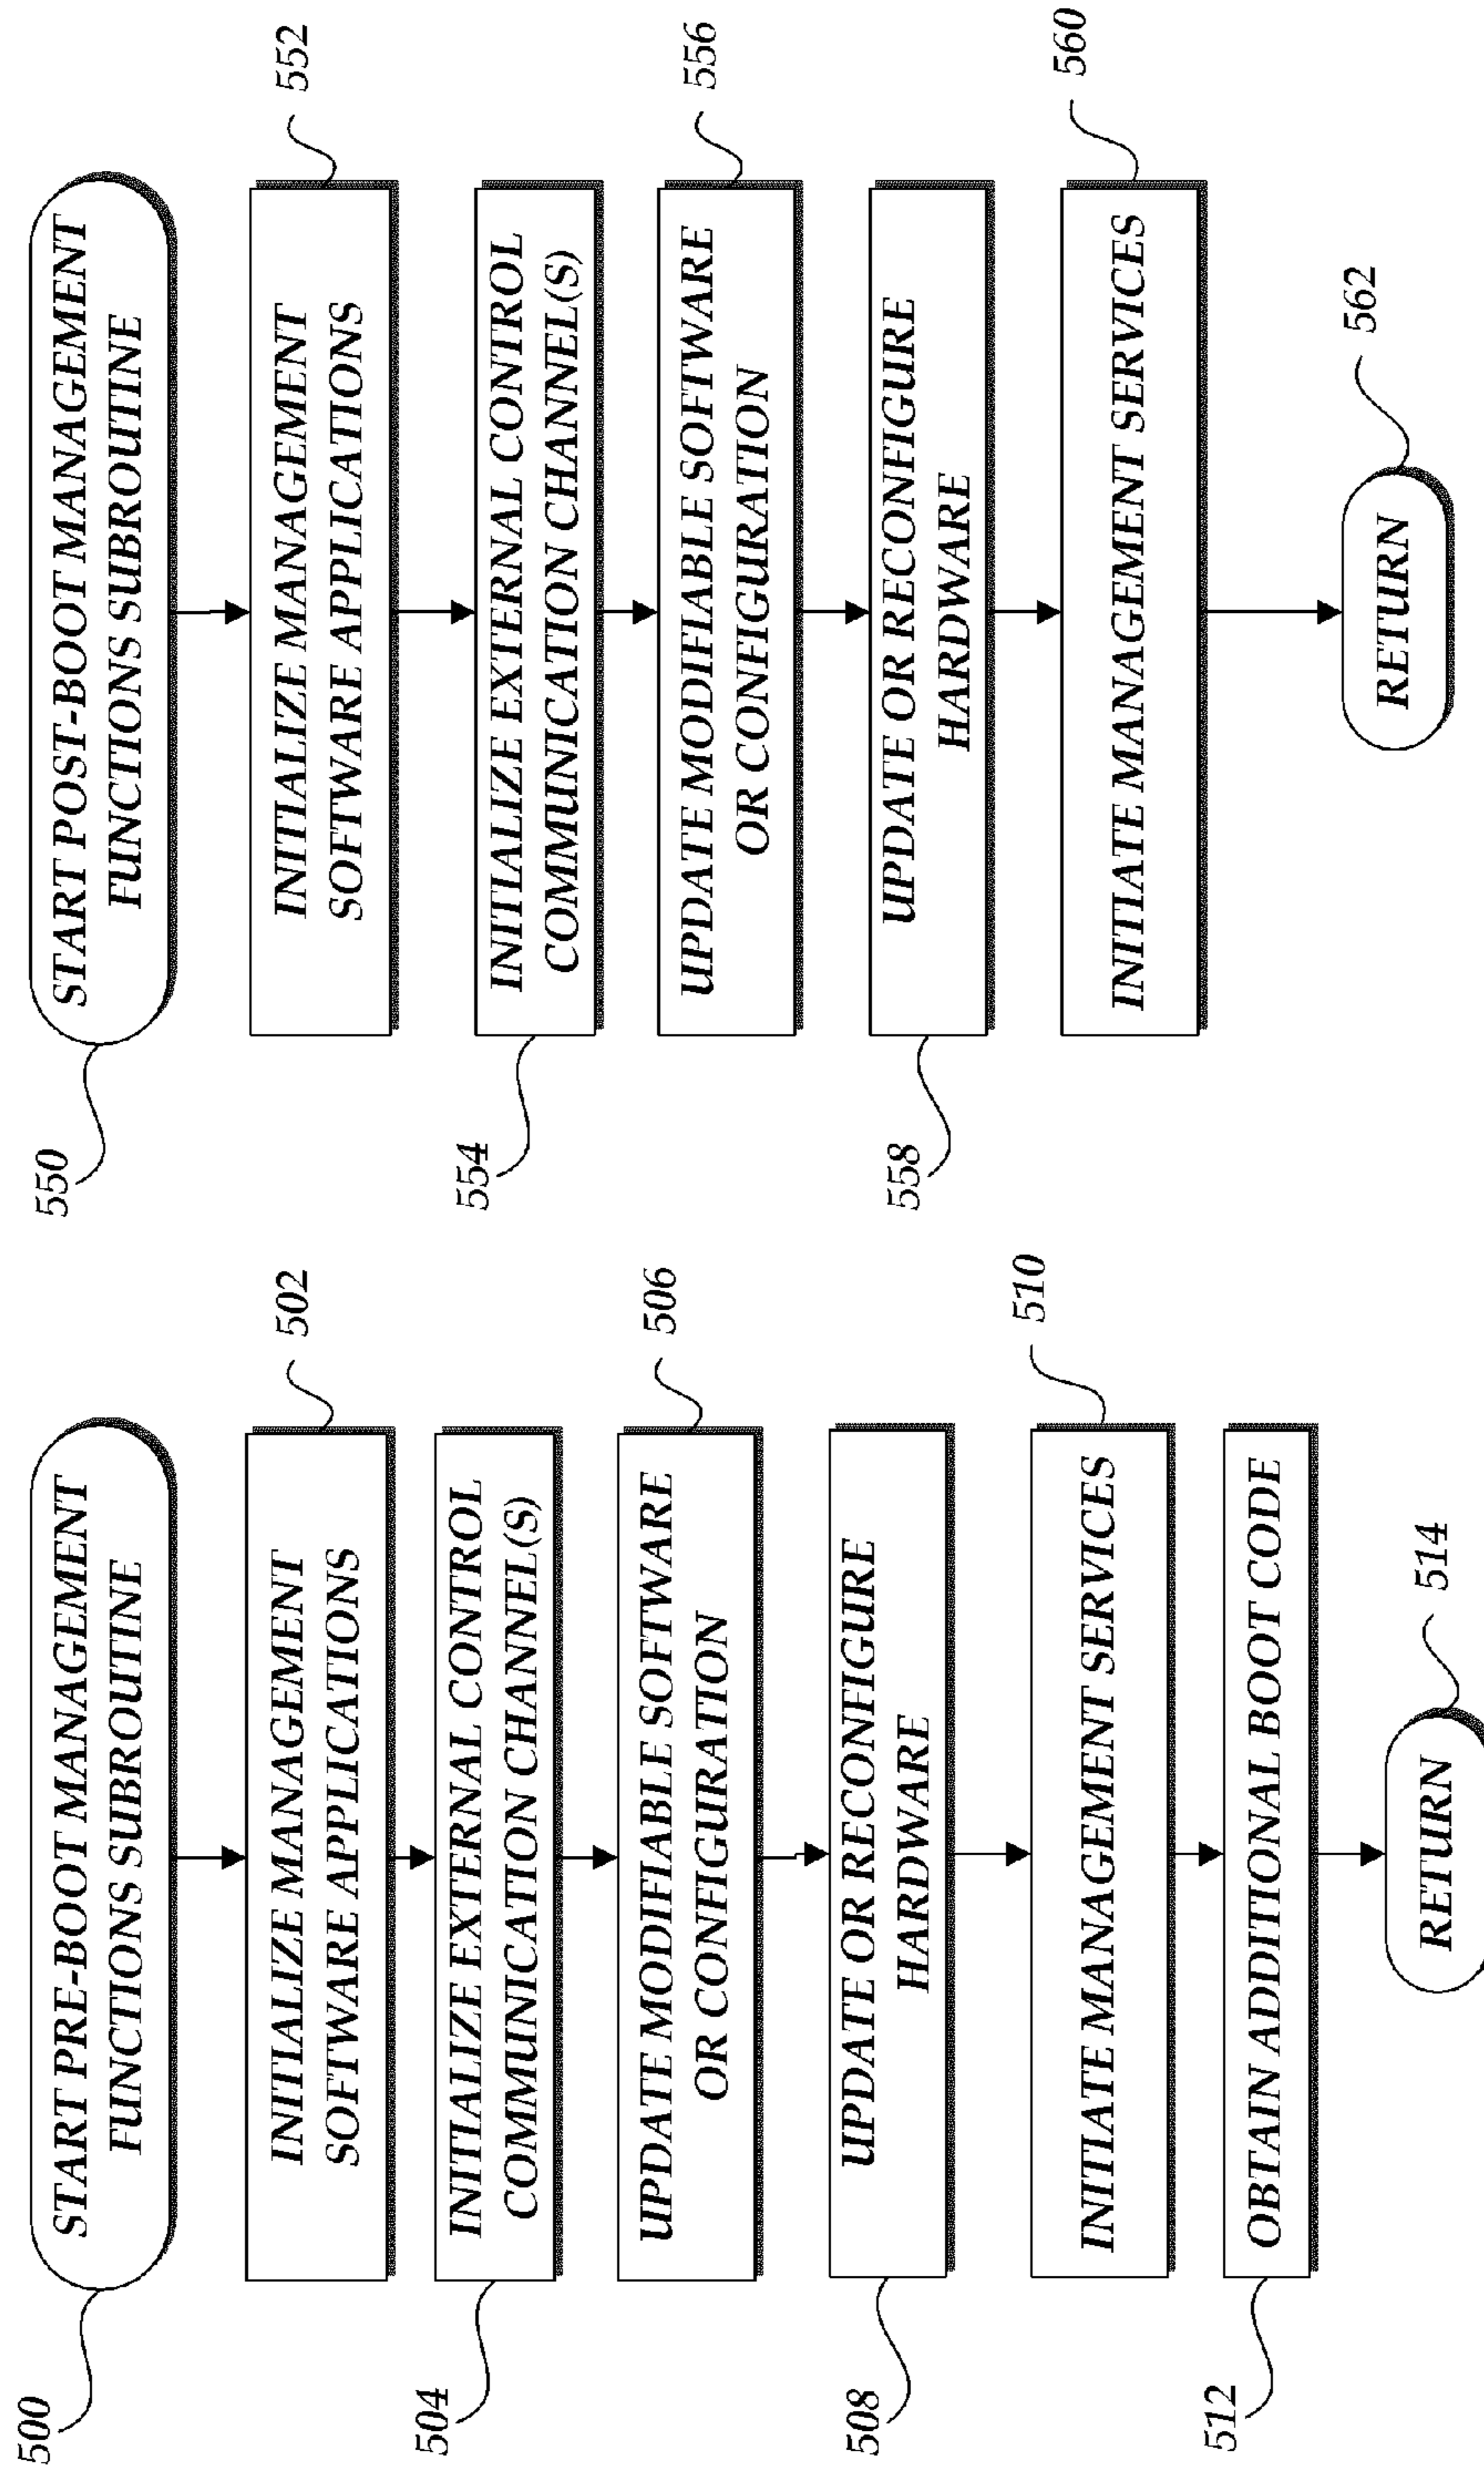 500
START PRE-BOOT MANAGEMENT
FUNCTIONS SUBROUTINE
502
INITIALIZE MANAGEMENT
SOFTWARE APPLICATIONS
504
INITIALIZE EXTERNAL CONTROL
COMMUNICATION CHANNEL(S)
506
UPDATE MODIFIABLE SOFTWARE
OR CONFIGURATION
508
UPDATE OR RECONFIGURE
HARDWARE
510
INITIATE MANAGEMENT SERVICES
512
OBTAIN ADDITIONAL BOOT CODE
514
RETURN
550
START POST-BOOT MANAGEMENT
FUNCTIONS SUBROUTINE
552
INITIALIZE MANAGEMENT
SOFTWARE APPLICATIONS
554
INITIALIZE EXTERNAL CONTROL
COMMUNICATION CHANNEL(S)
556
UPDATE MODIFIABLE SOFTWARE
OR CONFIGURATION
558
UPDATE OR RECONFIGURE
HARDWARE
560
INITIATE MANAGEMENT SERVICES
562
RETURN